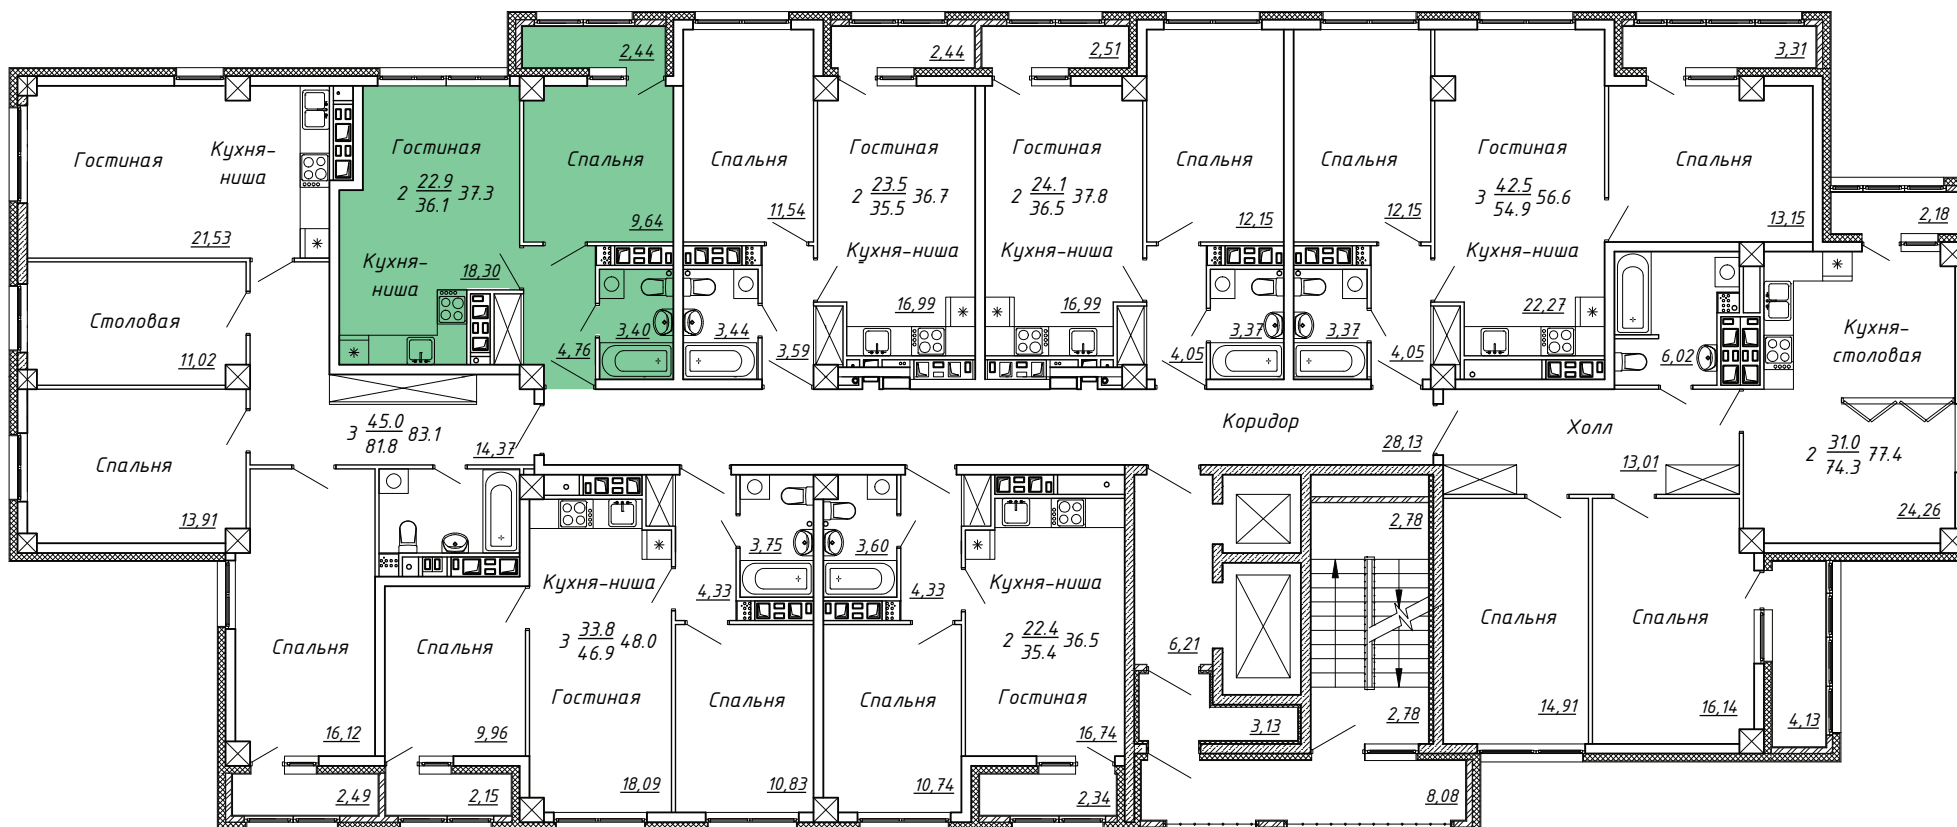 2,44
2,44
2,51
3,31
Гостиная
Кухня-
ниша
21,53
Гостиная
2 22.9 37.3
36.1
Кухня-
ниша
18,30
Спальня
9,64
Спальня
11,54
Гостиная
2 23.5 36.7
35.5
Кухня-ниша
16,99
Гостиная
2 24.1 37.8
36.5
Кухня-ниша
16,99
Спальня
12,15
Спальня
12,15
Гостиная
3 42.5 56.6
54.9
Кухня-ниша
22,27
Спальня
13,15
2,18
Столовая
11,02
4,76
3,40
3,44
3,59
3,37
4,05
3,37
4,05
6,02
Кухня-
столовая
Спальня
13,91
3 45.0 83.1
81.8
14,37
Коридор
28,13
Холл
13,01
2 31.0 77.4
74.3
24,26
Спальня
16,12
Спальня
9,96
Кухня-ниша
3 33.8 48.0
46.9
Гостиная
18,09
3,75
4,33
Спальня
10,83
3,60
4,33
Спальня
10,74
Кухня-ниша
2 22.4 36.5
35.4
Гостиная
16,74
6,21
3,13
2,78
2,78
Спальня
14,91
Спальня
16,14
4,13
2,49
2,15
2,34
8,08